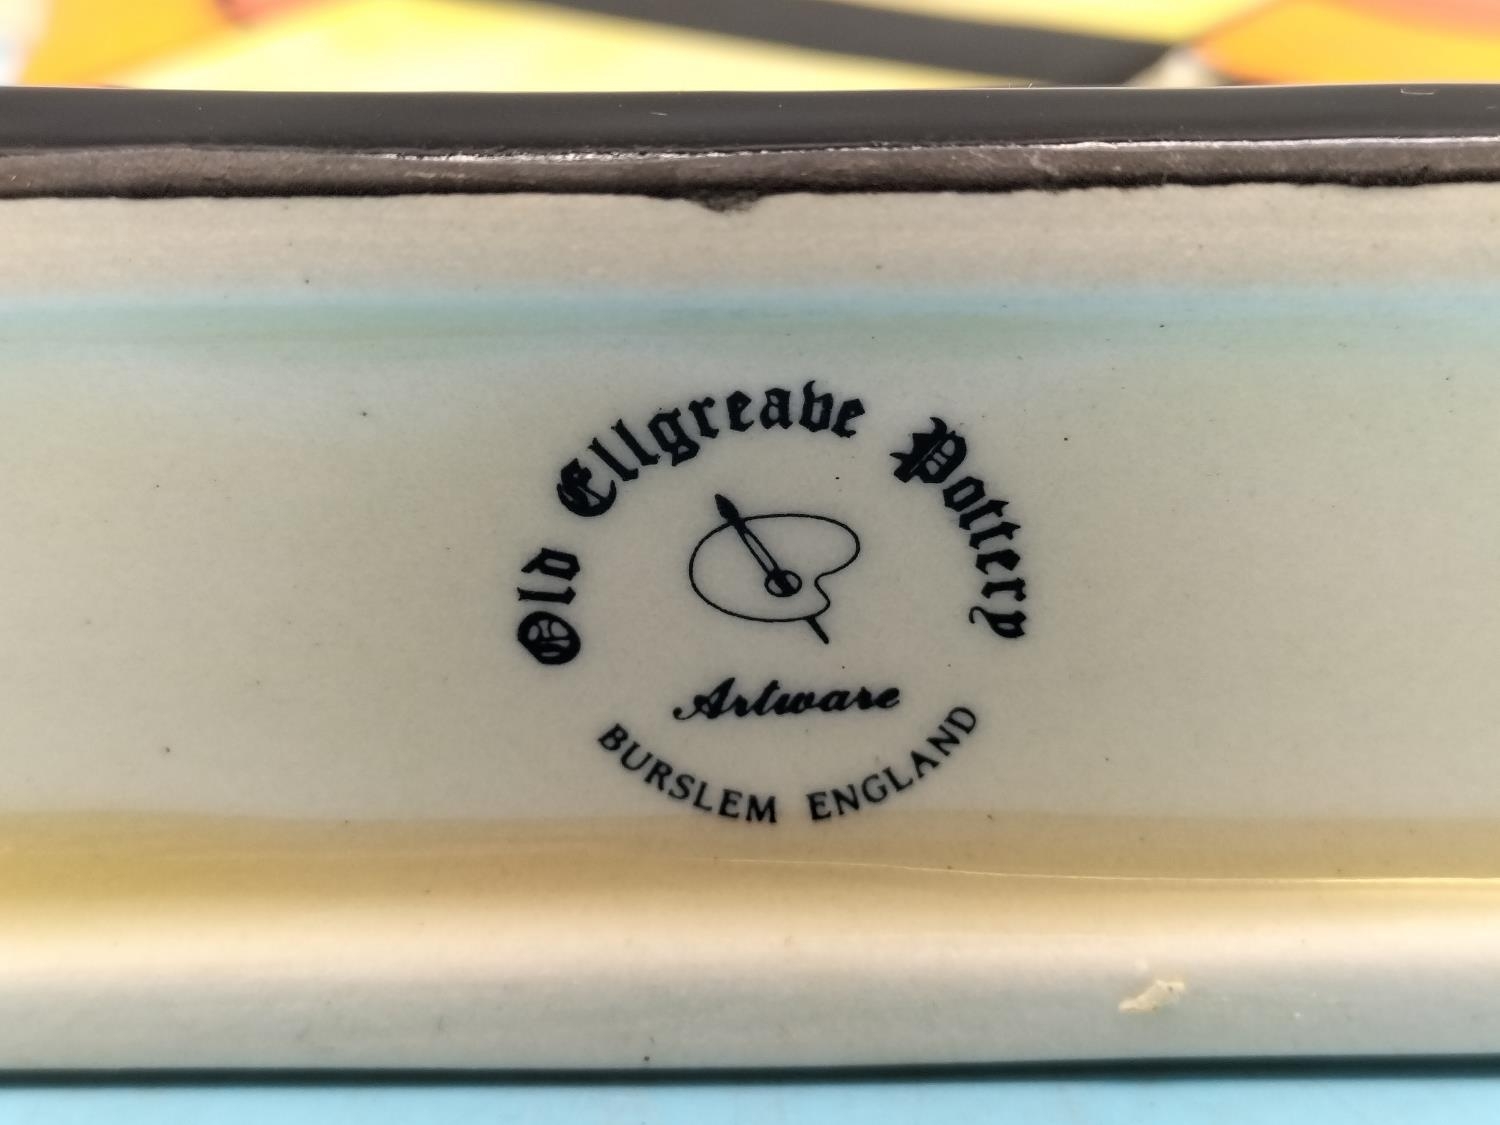 Old Ellgreave Pottery
Artware
BURSLEM ENGLAND